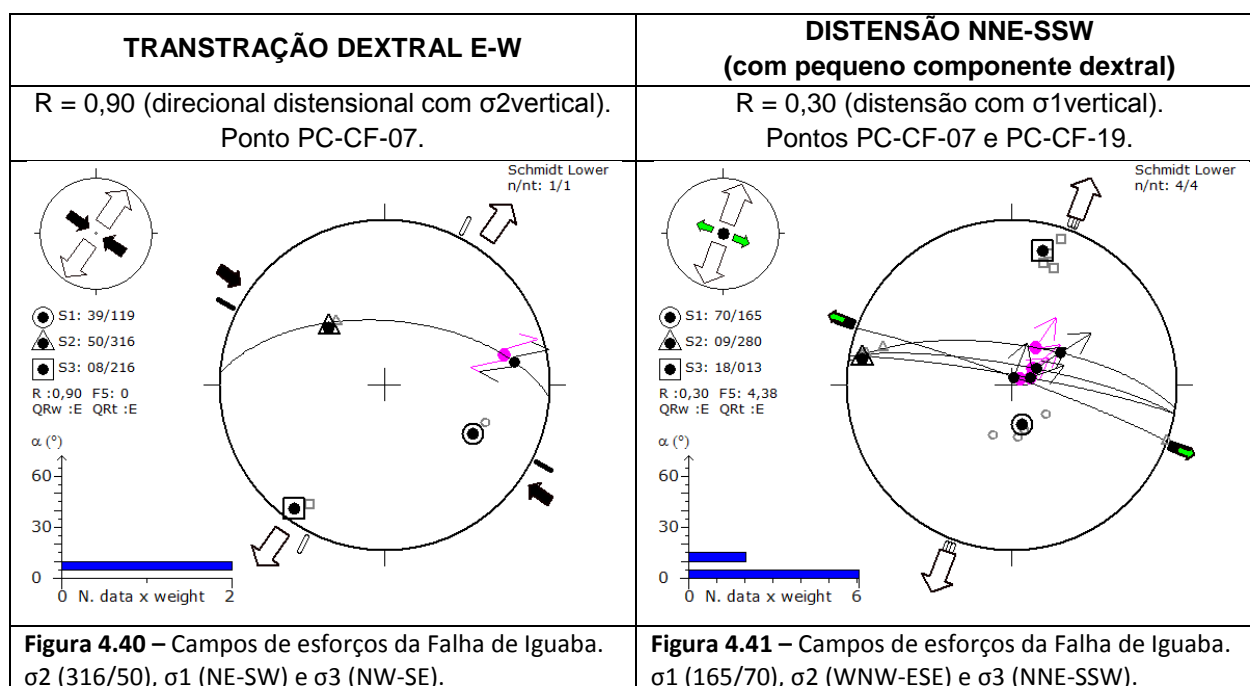 TRANSTRAÇÃO DEXTRAL E-W
DISTENSÃO NNE-SSW
(com pequeno componente dextral)
R = 0,90 (direcional distensional com σ2vertical).
Ponto PC-CF-07.
R = 0,30 (distensão com σ1vertical).
Pontos PC-CF-07 e PC-CF-19.
Schmidt Lower
n/nt: 1/1
S1: 39/119
S2: 50/316
S3: 08/216
R :0,90 F5: 0
QRw :E QRt :E
α (°)
60
30
0
0 N. data x weight 2
Schmidt Lower
n/nt: 4/4
S1: 70/165
S2: 09/280
S3: 18/013
R :0,30 F5: 4,38
QRw :E QRt :E
α (°)
60
30
0
0 N. data x weight 6
Figura 4.40 – Campos de esforços da Falha de Iguaba.
σ2 (316/50), σ1 (NE-SW) e σ3 (NW-SE).
Figura 4.41 – Campos de esforços da Falha de Iguaba.
σ1 (165/70), σ2 (WNW-ESE) e σ3 (NNE-SSW).